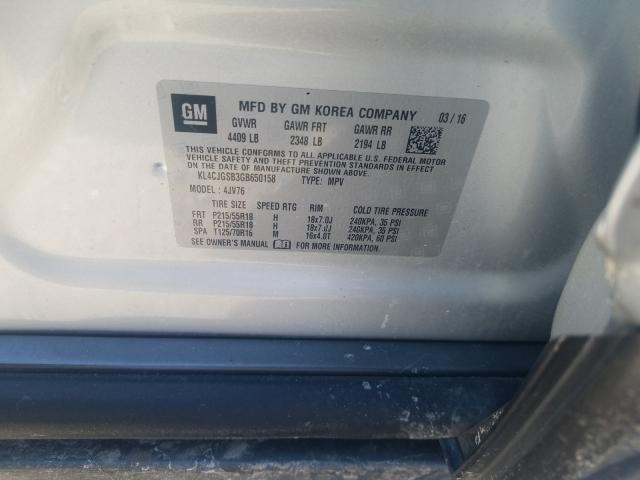 GM MFD BY GM KOREA COMPANY 03/16
GVWR GAWR FRT GAWR RR
4409 LB 2348 LB 2194 LB
THIS VEHICLE CONFORMS TO ALL APPLICABLE U.S. FEDERAL MOTOR
VEHICLE SAFETY, BUMPER, AND THEFT PREVENTION STANDARDS IN EFFECT ON
THE DATE OF MANUFACTURE SHOWN ABOVE.
KL4CJGSB3GB650158 TYPE: MPV
MODEL: 4JV76
TIRE SIZE SPEED RTG RIM COLD TIRE PRESSURE
FRT P215/55R18 H 18x7.0J 240KPA, 35 PSI
RR P215/55R18 H 18x7.0J 240KPA, 35 PSI
SPA T125/70R16 M 16x4.0T 420KPA, 60 PSI
SEE OWNER'S MANUAL FOR MORE INFORMATION.